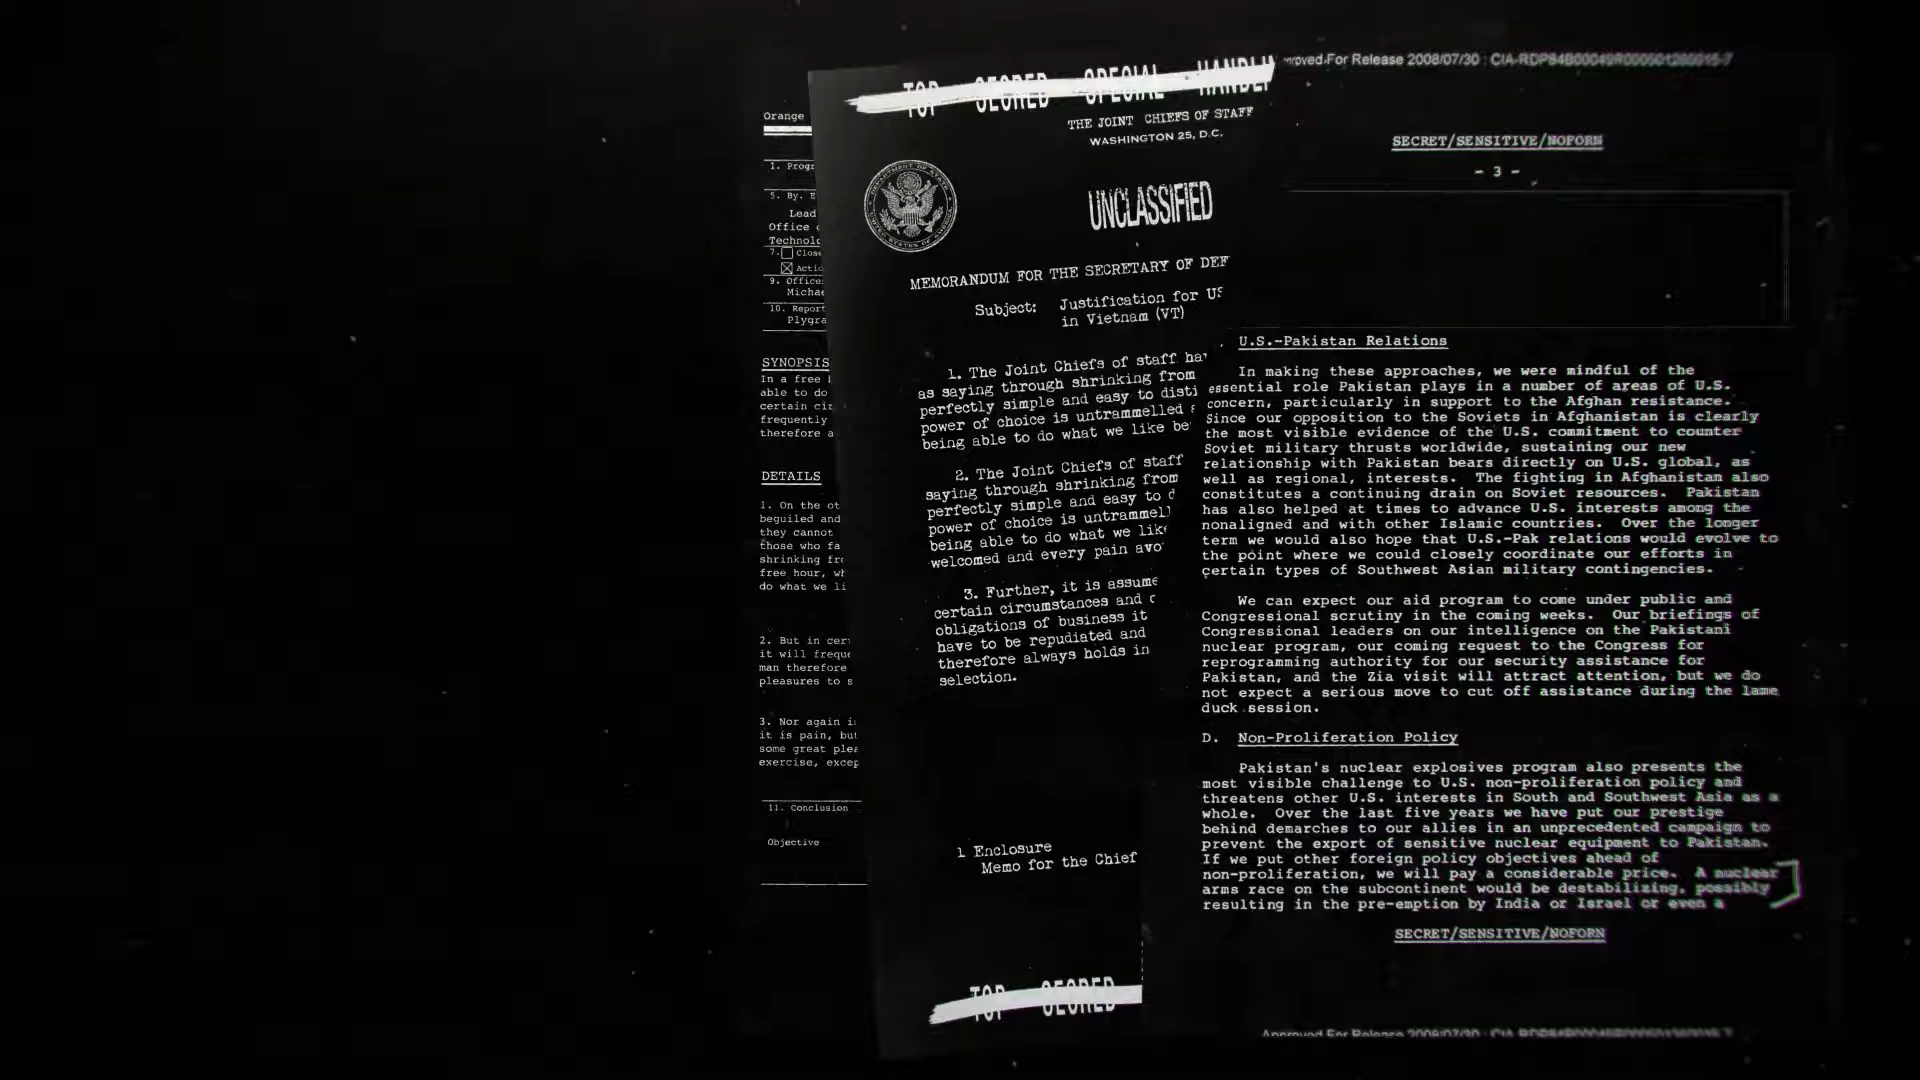 Orange
1. Progr
5. By. E
Lead
Office
Technolo
7. Close
Actio
9. Office
Michae
10. Report
Plygra
SYNOPSIS
In a free
able to do
certain cir
frequently
therefore a
DETAILS
1. On the ot
beguiled and
they cannot
those who fa
shrinking fro
free hour, wh
do what we li
2. But in cer
it will freque
man therefore
pleasures to s
3. Nor again i
it is pain, but
some great plea
exercise, excep
11. Conclusion
Objective
TOP SECRED SPECIAL HANDLI
THE JOINT CHIEFS OF STAFF
WASHINGTON 25, D.C.
DEPARTMENT OF STATE
UNITED STATES OF AMERICA
UNCLASSIFIED
MEMORANDUM FOR THE SECRETARY OF DEF
Subject: Justification for US
in Vietnam (VT)
1. The Joint Chiefs of staff ha
as saying through shrinking from
perfectly simple and easy to disti
power of choice is untrammelled
being able to do what we like be
2. The Joint Chiefs of staff
saying through shrinking from
perfectly simple and easy to d
power of choice is untrammell
being able to do what we like
welcomed and every pain avo
3. Further, it is assume
certain circumstances and
obligations of business it
have to be repudiated and
therefore always holds in
selection.
1 Enclosure
Memo for the Chief
TOP SECRED
proved For Release 2008/07/30 :
SECRET/SENSITIVE/NOFORN
- 3 -
U.S.-Pakistan Relations
In making these approaches, we were mindful of the
essential role Pakistan plays in a number of areas of U.S.
concern, particularly in support to the Afghan resistance.
Since our opposition to the Soviets in Afghanistan is clearly
the most visible evidence of the U.S. commitment to counter
Soviet military thrusts worldwide, sustaining our new
relationship with Pakistan bears directly on U.S. global, as
well as regional, interests. The fighting in Afghanistan also
constitutes a continuing drain on Soviet resources. Pakistan
has also helped at times to advance U.S. interests among the
nonaligned and with other Islamic countries. Over the longer
term we would also hope that U.S.-Pak relations would evolve to
the point where we could closely coordinate our efforts in
certain types of Southwest Asian military contingencies.
We can expect our aid program to come under public and
Congressional scrutiny in the coming weeks. Our briefings of
Congressional leaders on our intelligence on the Pakistani
nuclear program, our coming request to the Congress for
reprogramming authority for our security assistance for
Pakistan, and the Zia visit will attract attention, but we do
not expect a serious move to cut off assistance during the lame
duck session.
D. Non-Proliferation Policy
Pakistan's nuclear explosives program also presents the
most visible challenge to U.S. non-proliferation policy and
threatens other U.S. interests in South and Southwest Asia as a
whole. Over the last five years we have put our prestige
behind demarches to our allies in an unprecedented campaign to
prevent the export of sensitive nuclear equipment to Pakistan.
If we put other foreign policy objectives ahead of
non-proliferation, we will pay a considerable price. A nuclear
arms race on the subcontinent would be destabilizing, possibly
resulting in the pre-emption by India or Israel or even a
SECRET/SENSITIVE/NOFORN
Approved For Release 2008/07/30 :